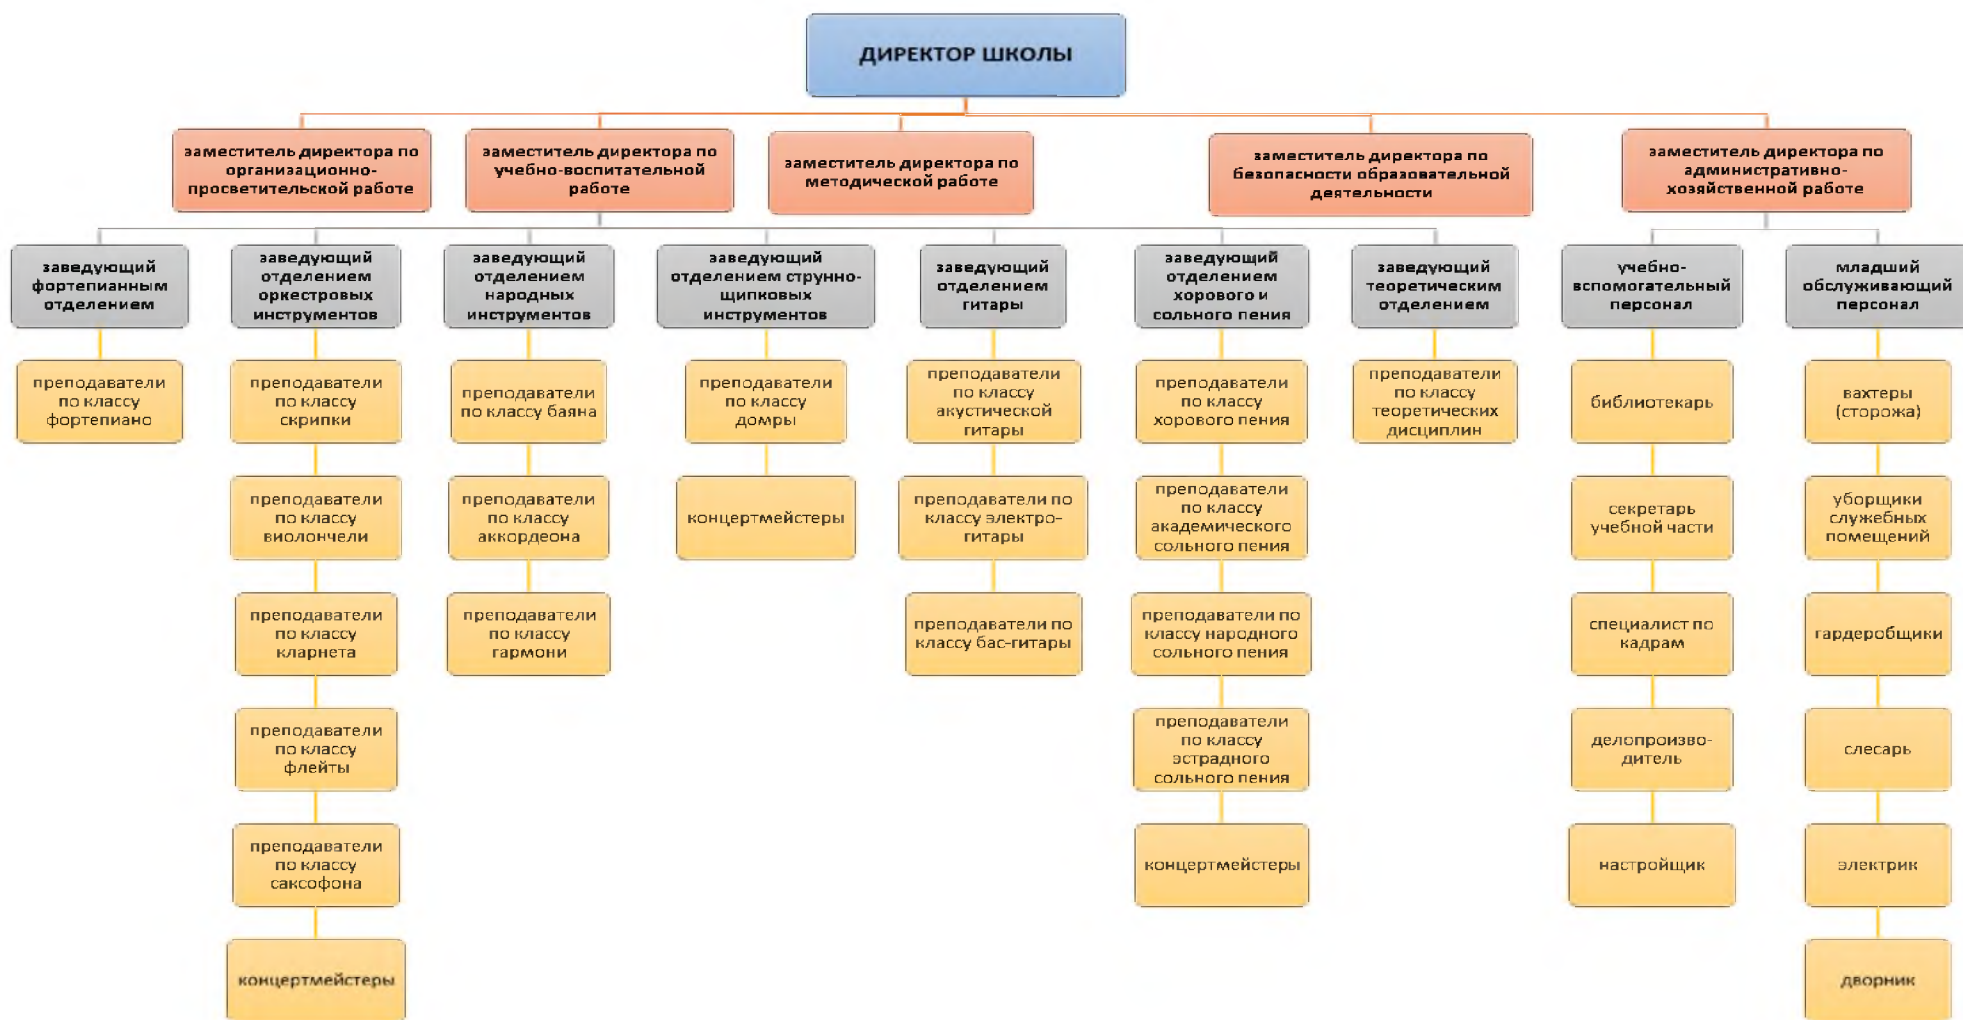 ДИРЕКТОР ШКОЛЫ
заместитель директора по
организационно-
просветительской работе
заместитель директора по
учебно-воспитательной
работе
заместитель директора по
методической работе
заместитель директора по
безопасности образовательной
деятельности
заместитель директора по
административно-
хозяйственной работе
заведующий
фортепианным
отделением
заведующий
отделением
оркестровых
инструментов
заведующий
отделением
народных
инструментов
заведующий
отделением струнно-
щипковых
инструментов
заведующий
отделением
гитары
заведующий
отделением
хорового и
сольного пения
заведующий
теоретическим
отделением
учебно-
вспомогательный
персонал
младший
обслуживающий
персонал
преподаватели
по классу
фортепиано
преподаватели
по классу
скрипки
преподаватели
по классу баяна
преподаватели
по классу
домры
преподаватели
по классу
акустической
гитары
преподаватели
по классу
хорового пения
преподаватели
по классу
теоретических
дисциплин
библиотекарь
вахтеры
(сторожа)
преподаватели
по классу
виолончели
преподаватели
по классу
аккордеона
концертмейстеры
преподаватели по
классу электро-
гитары
преподаватели по
классу
академического
сольного пения
секретарь
учебной части
уборщики
служебных
помещений
преподаватели
по классу
кларнета
преподаватели
по классу
гармони
преподаватели по
классу бас-гитары
преподаватели по
классу народного
сольного пения
специалист по
кадрам
гардеробщики
преподаватели
по классу
флейты
преподаватели
по классу
эстрадного
сольного пения
делопроизво-
дитель
слесарь
преподаватели
по классу
саксофона
концертмейстеры
настройщик
электрик
концертмейстеры
дворник